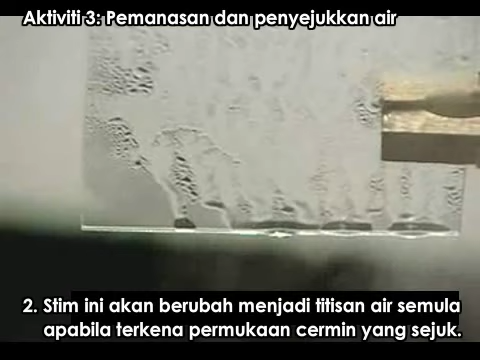 Aktiviti 3: Pemanasan dan penyejukkan air
2. Stim ini akan berubah menjadi titisan air semula
apabila terkena permukaan cermin yang sejuk.